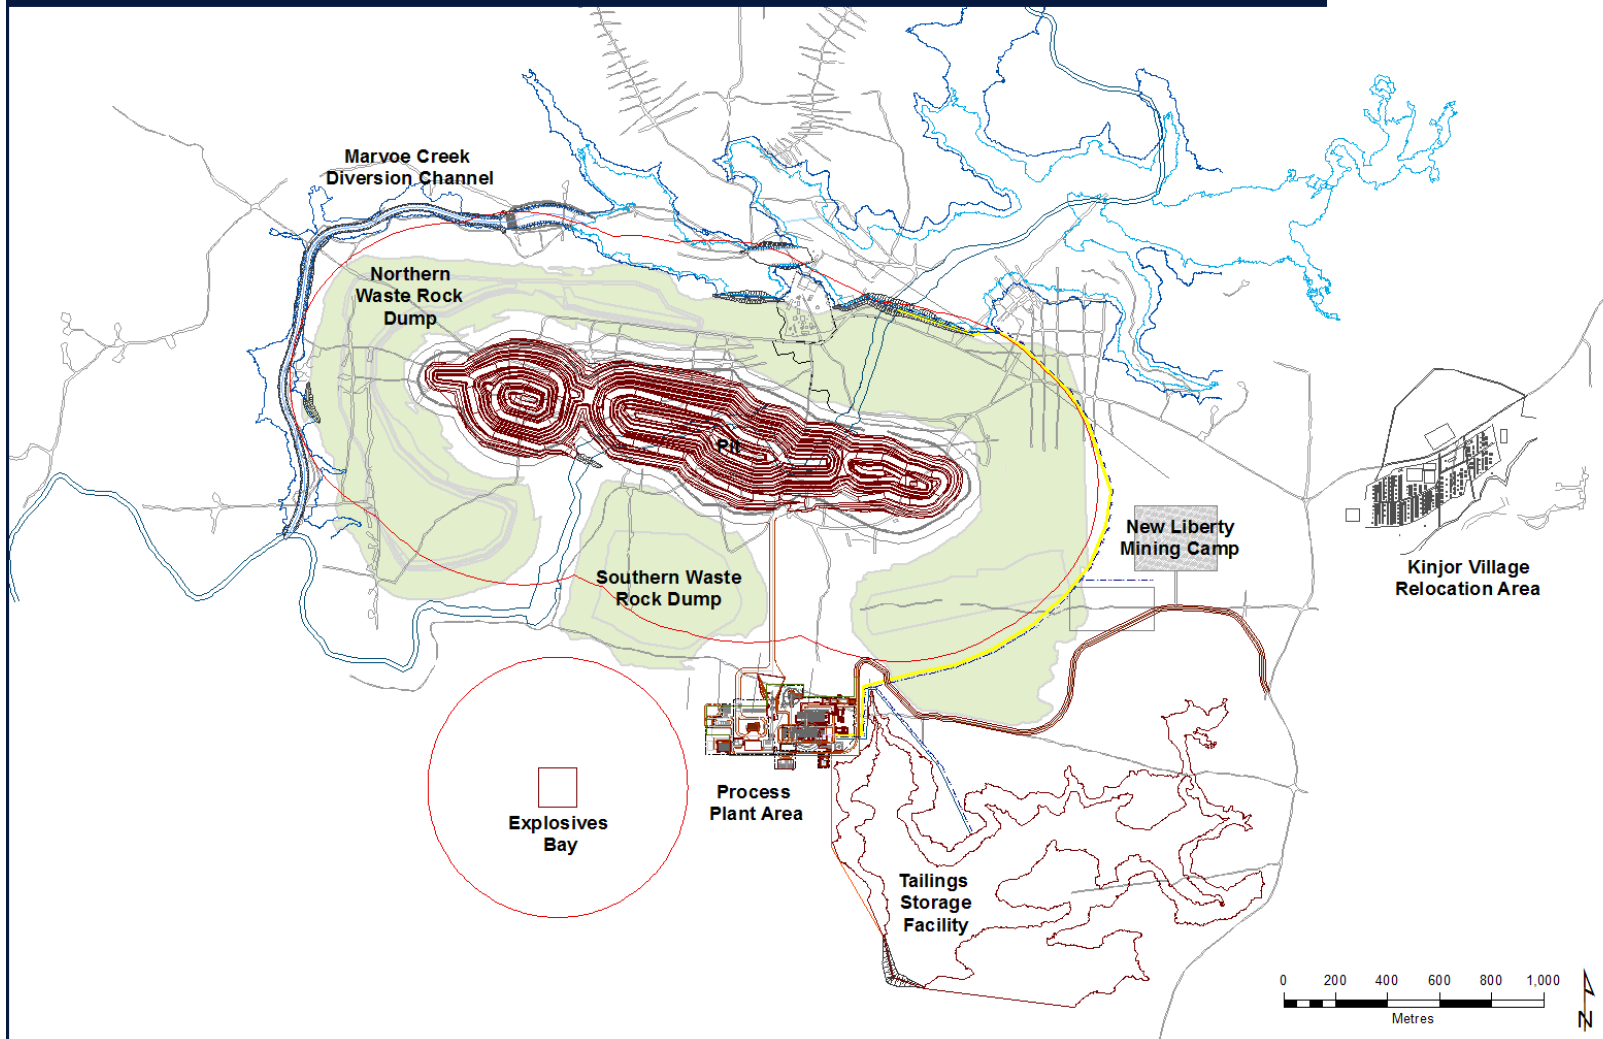 Marvoe Creek
Diversion Channel
Northern
Waste Rock
Dump
Pit
New Liberty
Mining Camp
Southern Waste
Rock Dump
Kinjor Village
Relocation Area
Process
Plant Area
Explosives
Bay
Tailings
Storage
Facility
0 200 400 600 800 1,000
Metres
N